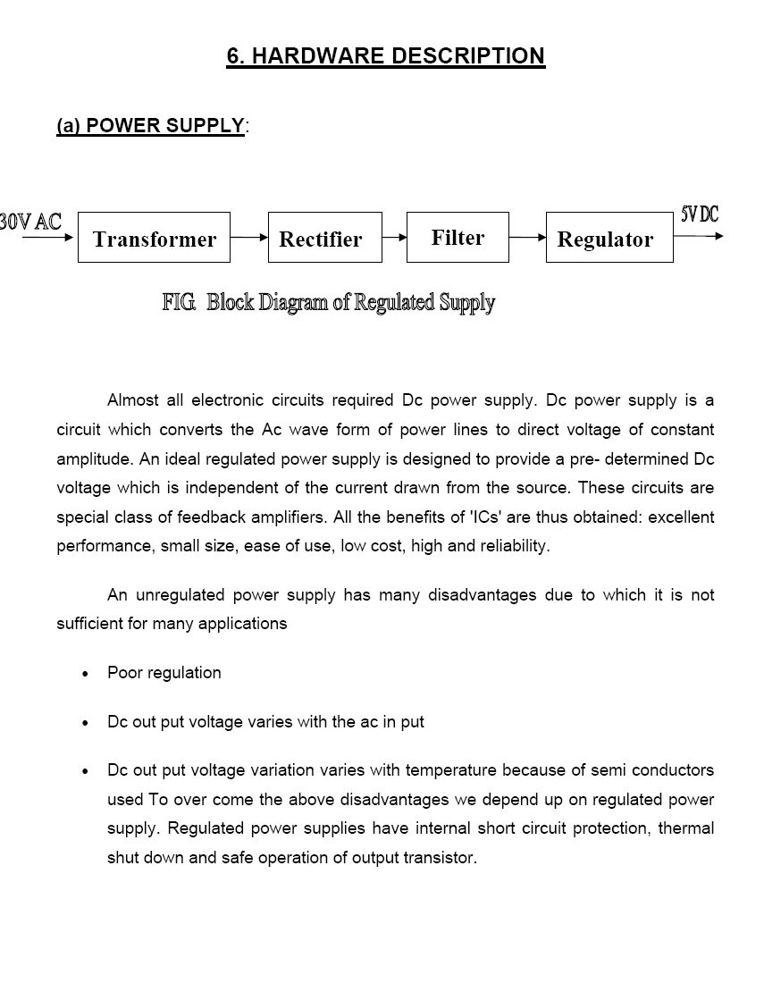 6. HARDWARE DESCRIPTION
(a) POWER SUPPLY:
30V AC
Transformer
Rectifier
Filter
Regulator
5V DC
FIG. Block Diagram of Regulated Supply
Almost all electronic circuits required Dc power supply. Dc power supply is a
circuit which converts the Ac wave form of power lines to direct voltage of constant
amplitude. An ideal regulated power supply is designed to provide a pre- determined Dc
voltage which is independent of the current drawn from the source. These circuits are
special class of feedback amplifiers. All the benefits of 'ICs' are thus obtained: excellent
performance, small size, ease of use, low cost, high and reliability.
An unregulated power supply has many disadvantages due to which it is not
sufficient for many applications
• Poor regulation
• Dc out put voltage varies with the ac in put
• Dc out put voltage variation varies with temperature because of semi conductors
used To over come the above disadvantages we depend up on regulated power
supply. Regulated power supplies have internal short circuit protection, thermal
shut down and safe operation of output transistor.